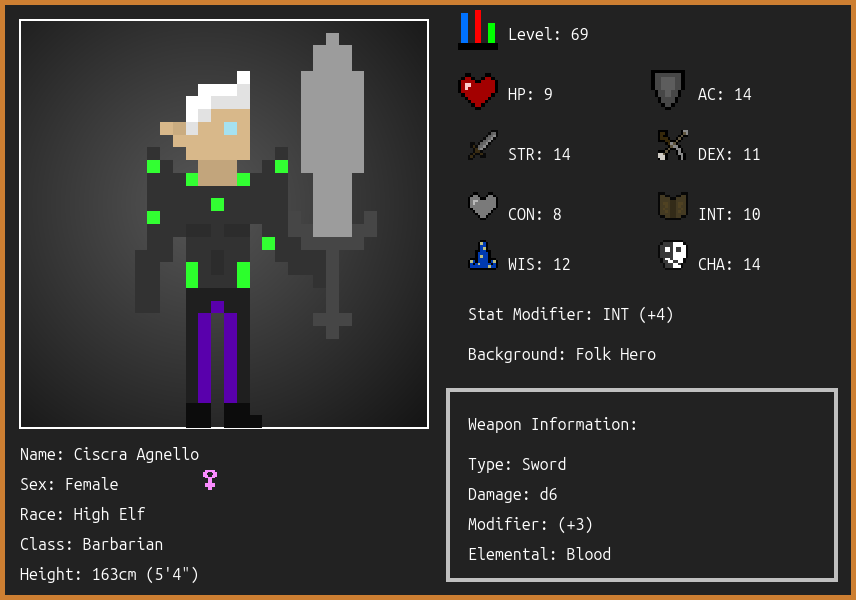 Level: 69
HP: 9
AC: 14
STR: 14
DEX: 11
CON: 8
INT: 10
WIS: 12
CHA: 14
Stat Modifier: INT (+4)
Background: Folk Hero
Weapon Information:
Type: Sword
Damage: d6
Modifier: (+3)
Elemental: Blood
Name: Ciscra Agnello
Sex: Female
Race: High Elf
Class: Barbarian
Height: 163cm (5'4")